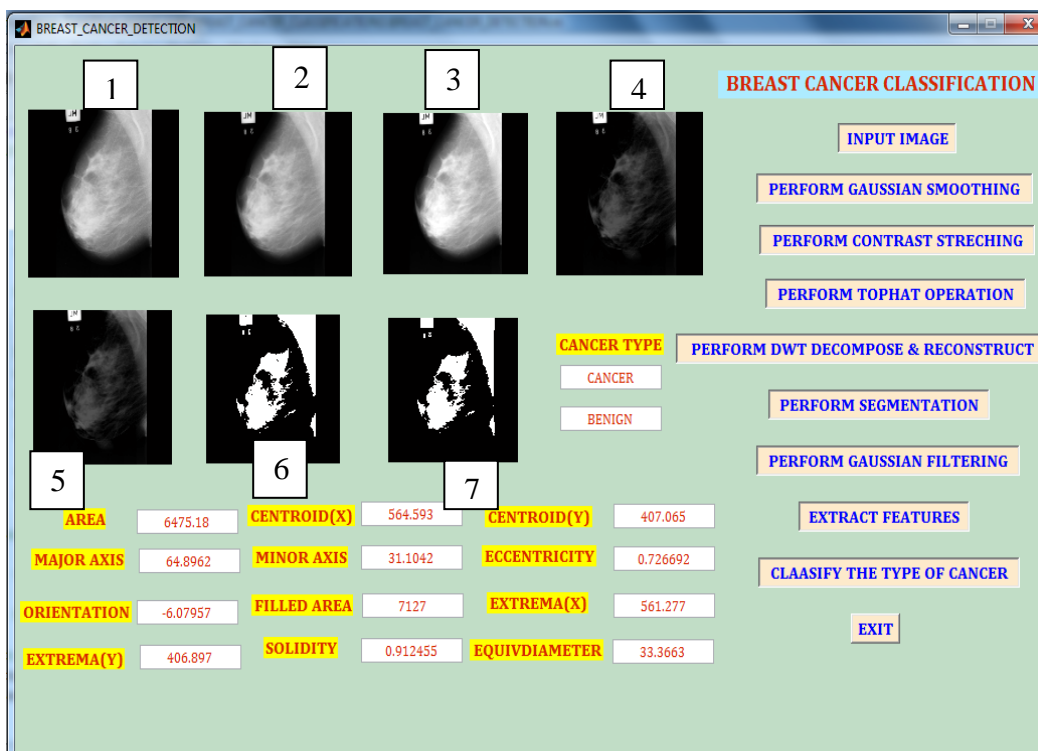 BREAST_CANCER_DETECTION
1
2
3
4
BREAST CANCER CLASSIFICATION
INPUT IMAGE
PERFORM GAUSSIAN SMOOTHING
PERFORM CONTRAST STRECHING
PERFORM TOPHAT OPERATION
CANCER TYPE
PERFORM DWT DECOMPOSE & RECONSTRUCT
CANCER
BENIGN
PERFORM SEGMENTATION
5
6
7
PERFORM GAUSSIAN FILTERING
AREA 6475.18 CENTROID(X) 564.593 CENTROID(Y) 407.065
EXTRACT FEATURES
MAJOR AXIS 64.8962 MINOR AXIS 31.1042 ECCENTRICITY 0.726692
CLAASIFY THE TYPE OF CANCER
ORIENTATION -6.07957 FILLED AREA 7127 EXTREMA(X) 561.277
EXIT
EXTREMA(Y) 406.897 SOLIDITY 0.912455 EQUIVDIAMETER 33.3663